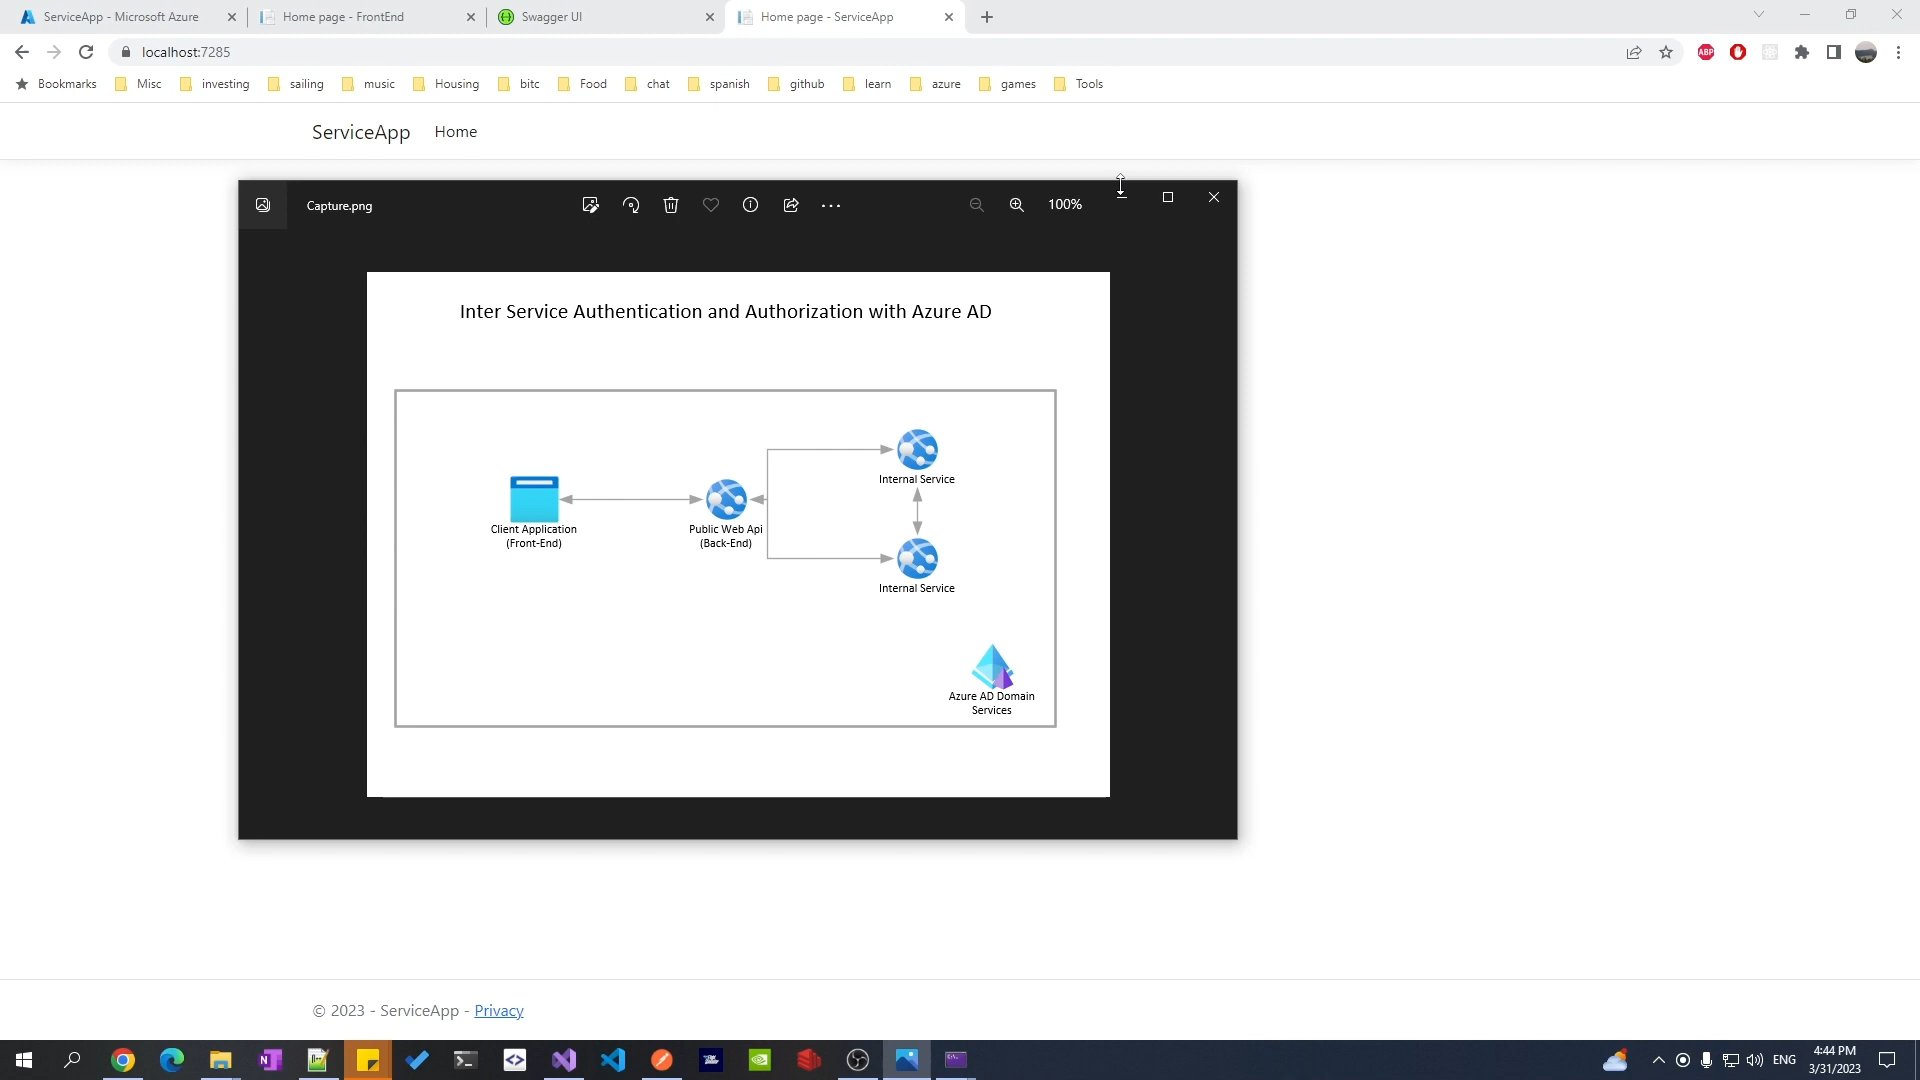 ServiceApp - Microsoft Azure
Home page - FrontEnd
Swagger UI
Home page - ServiceApp
localhost:7285
Bookmarks
Misc
investing
sailing
music
Housing
bitc
Food
chat
spanish
github
learn
azure
games
Tools
ServiceApp
Home
Capture.png
100%
Inter Service Authentication and Authorization with Azure AD
Internal Service
Client Application
(Front-End)
Public Web Api
(Back-End)
Internal Service
Azure AD Domain
Services
© 2023 - ServiceApp - Privacy
ENG
4:44 PM
3/31/2023